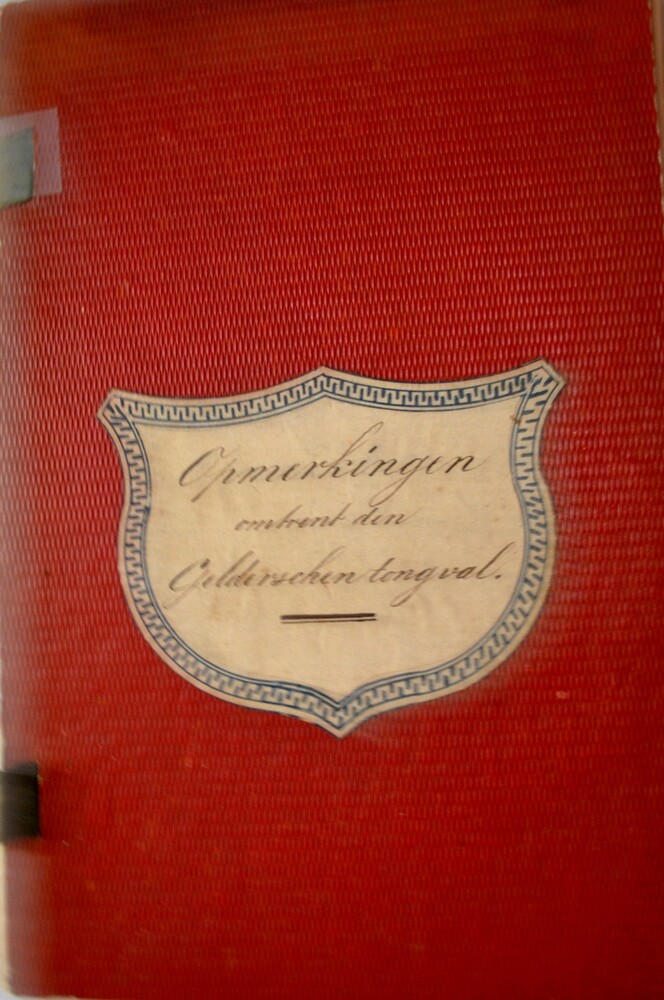 Opmerkingen
omtrent den
Gelderschen tongval.